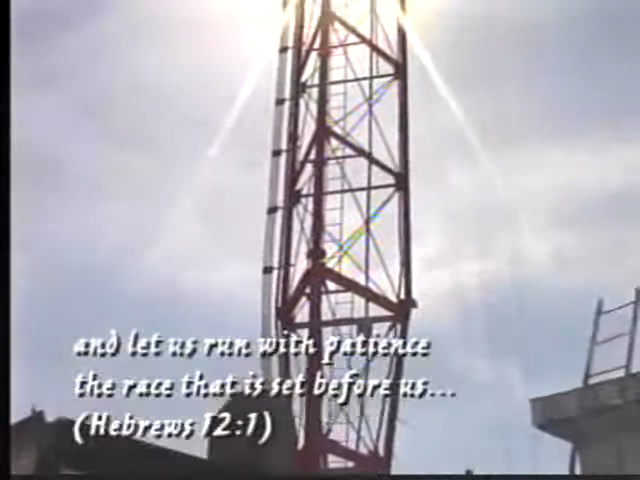 and let us run with patience
the race that is set before us...
(Hebrews 12:1)